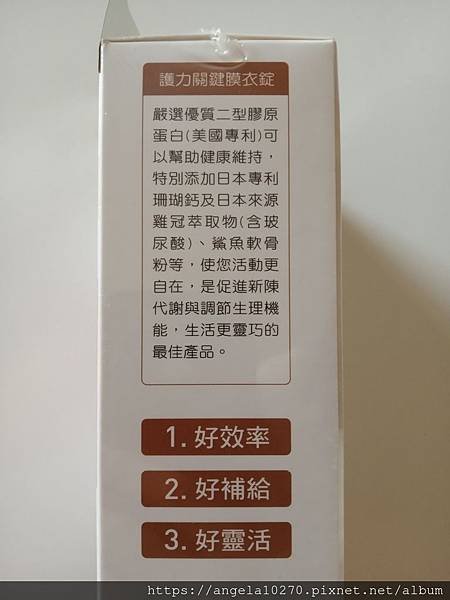 護力關鍵膜衣錠
嚴選優質二型膠原
蛋白(美國專利)可
以幫助健康維持，
特別添加日本專利
珊瑚鈣及日本來源
雞冠萃取物(含玻
尿酸)、鯊魚軟骨
粉等，使您活動更
自在，是促進新陳
代謝與調節生理機
能，生活更靈巧的
最佳產品。
1. 好效率
2. 好補給
3. 好靈活
https://angela10270.pixnet.net/album